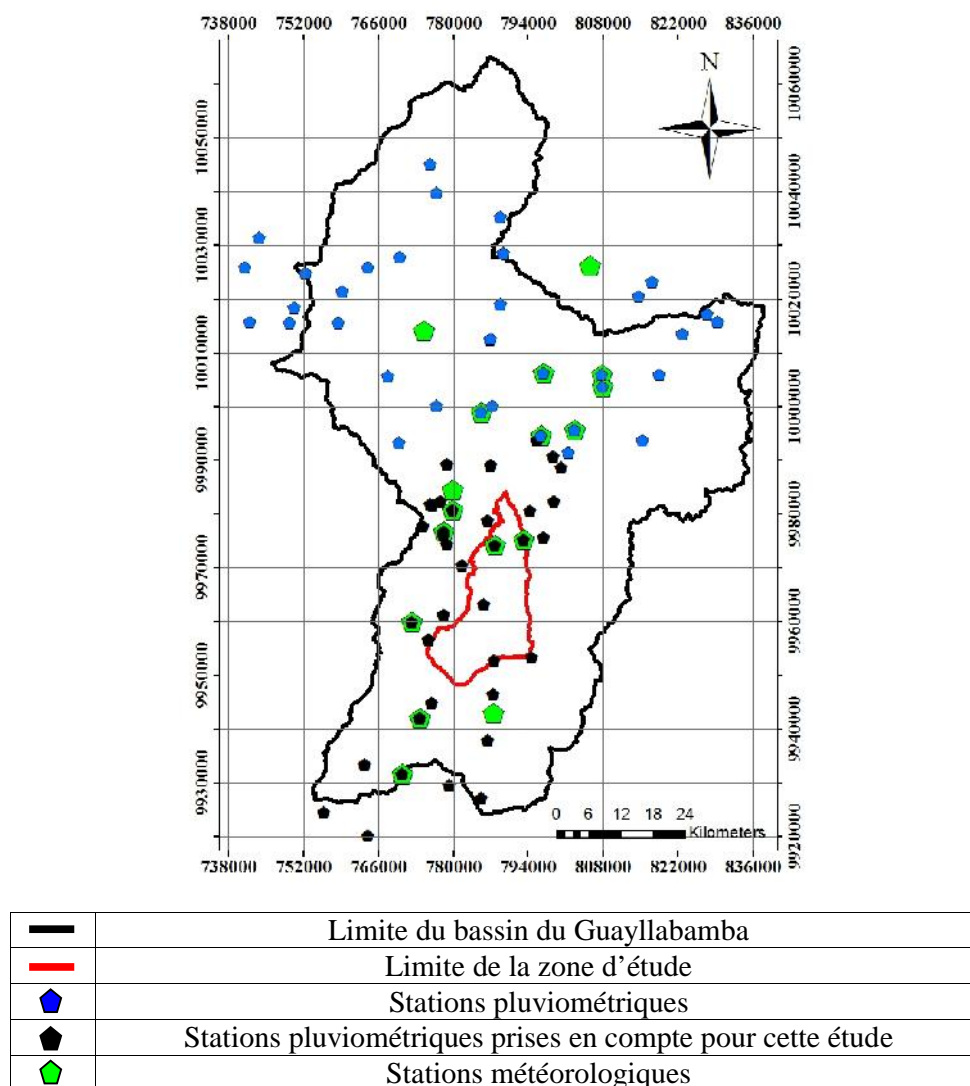 738000 752000 766000 780000 794000 808000 822000 836000
N
10050000
10030000
10010000
9990000
9970000
9950000
9930000
10060000
10040000
10020000
10000000
9980000
9960000
9940000
9920000
0 6 12 18 24
Kilometers
738000 752000 766000 780000 794000 808000 822000 836000
Limite du bassin du Guayllabamba
Limite de la zone d’étude
Stations pluviométriques
Stations pluviométriques prises en compte pour cette étude
Stations météorologiques